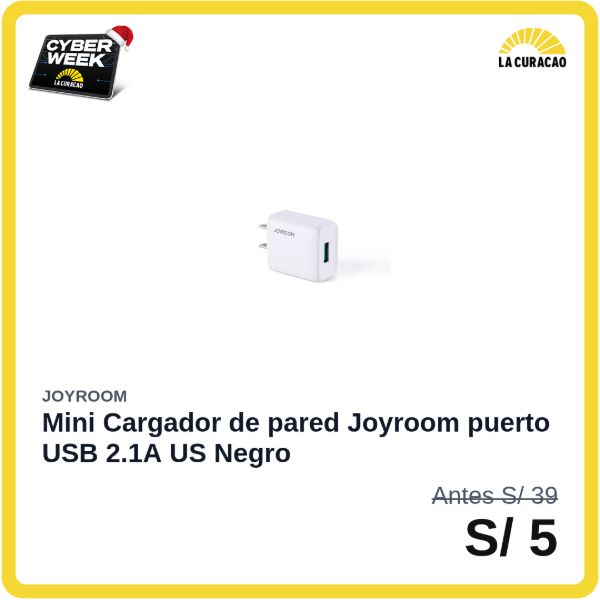 CYBER
WEEK
LA CURACAO
LA CURACAO
JOYROOM
JOYROOM
Mini Cargador de pared Joyroom puerto
USB 2.1A US Negro
Antes S/ 39
S/ 5